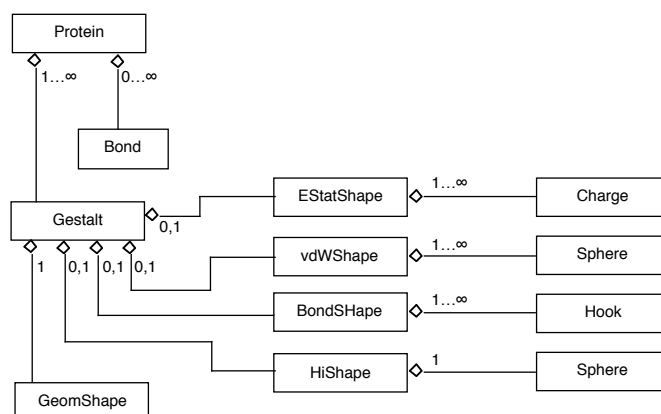 Protein
1…∞
0…∞
Bond
EStatShape
1…∞
Charge
Gestalt
0,1
1
0,1
0,1
0,1
vdWShape
1…∞
Sphere
BondSHape
1…∞
Hook
HiShape
1
Sphere
GeomShape